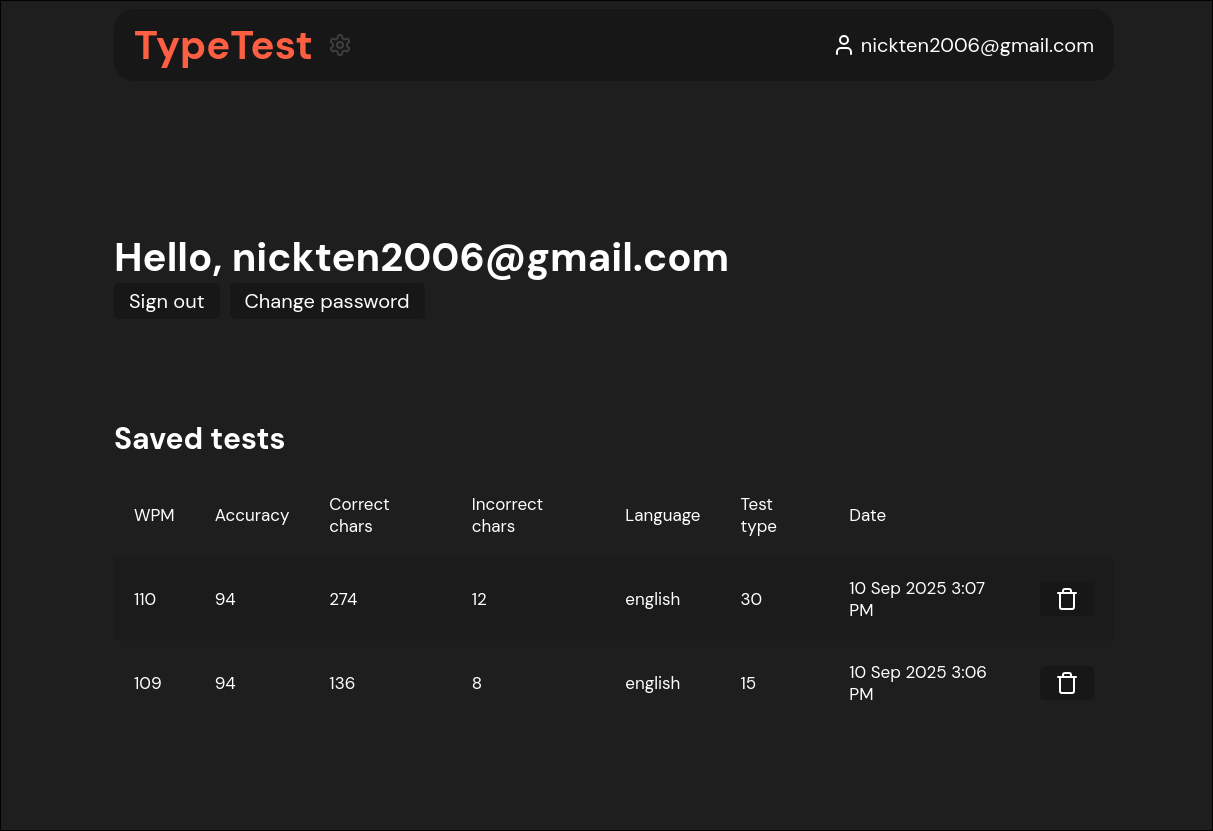 TypeTest nickten2006@gmail.com
Hello, nickten2006@gmail.com
Sign out Change password
Saved tests
WPM Accuracy Correct chars Incorrect chars Language Test type Date
110 94 274 12 english 30 10 Sep 2025 3:07 PM
109 94 136 8 english 15 10 Sep 2025 3:06 PM